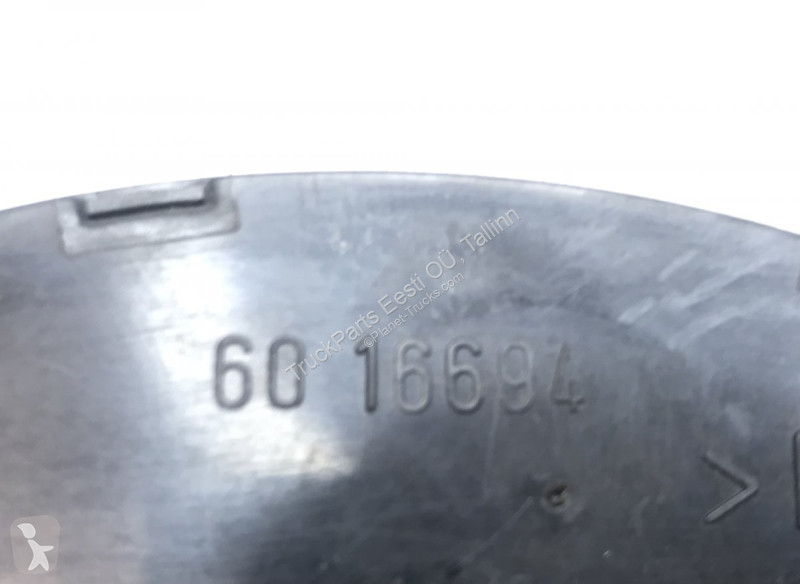 TruckParts Eesti OÜ, Tallinn
©Planet-Trucks.com
60 16694
>